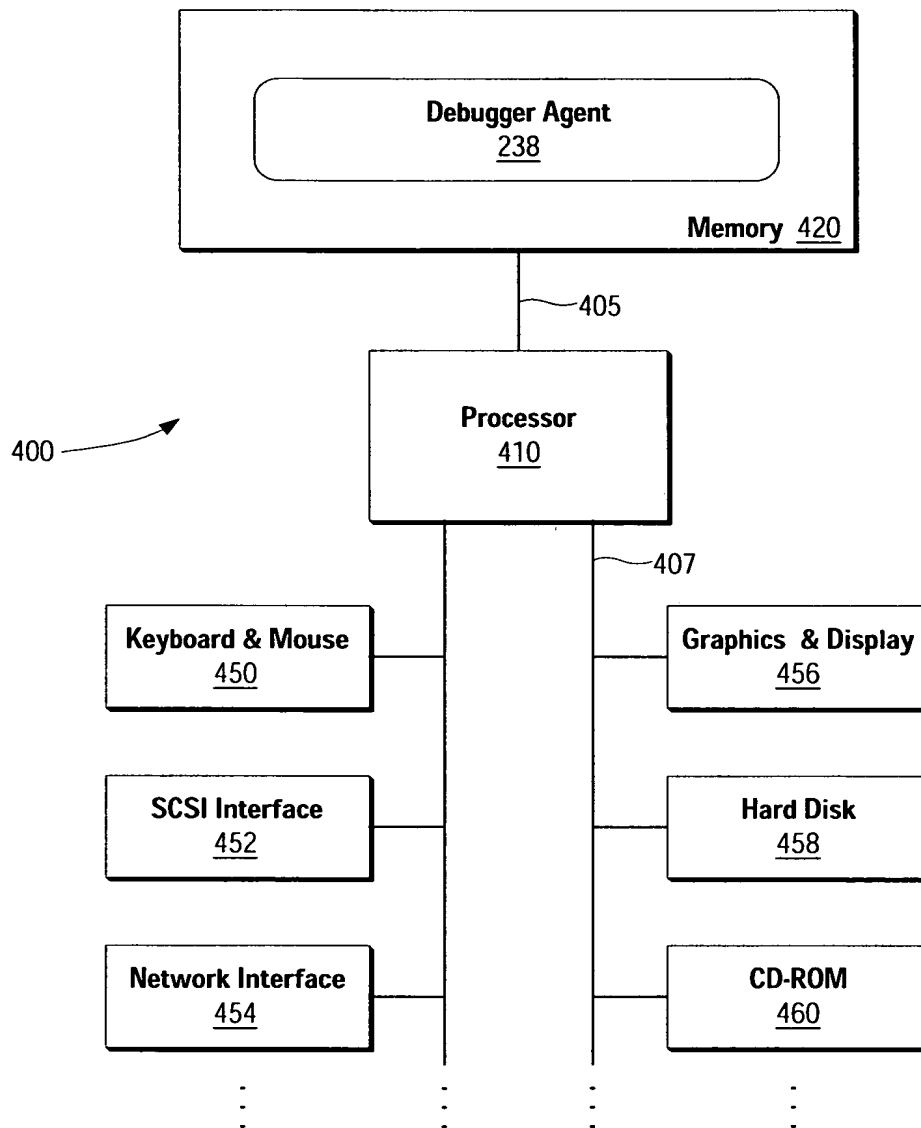 Debugger Agent
238
Memory 420
405
Processor
410
400
407
Keyboard & Mouse
450
Graphics & Display
456
SCSI Interface
452
Hard Disk
458
Network Interface
454
CD-ROM
460